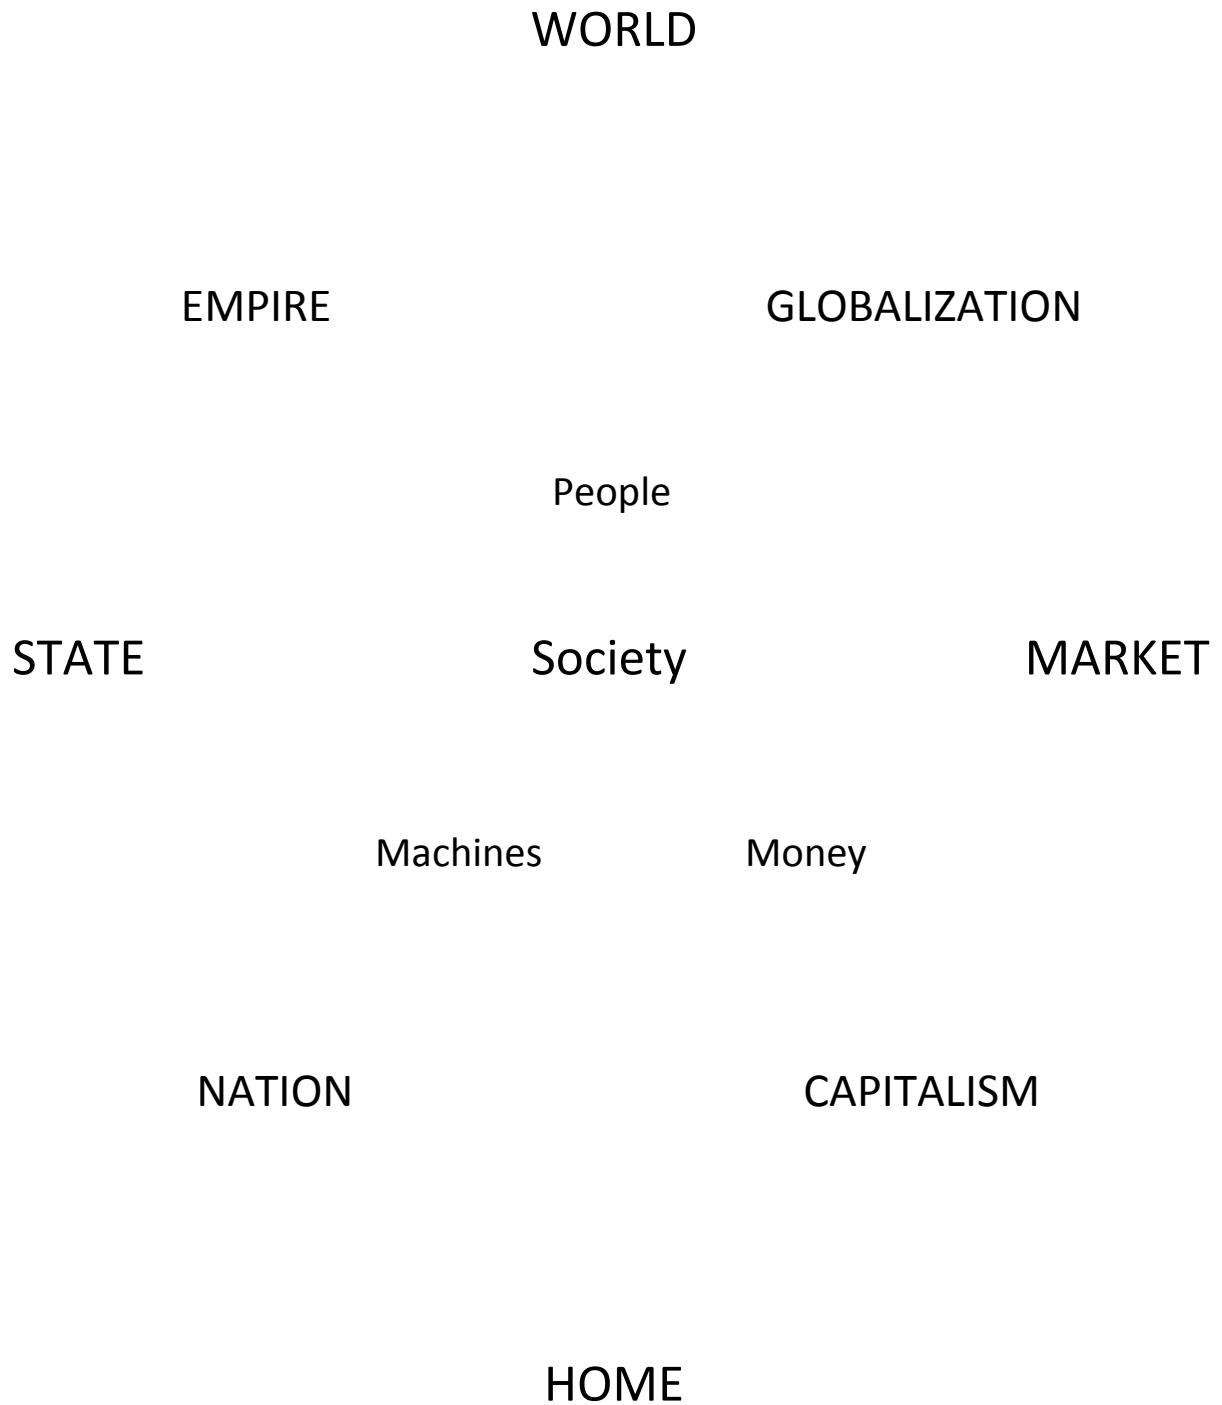 WORLD
EMPIRE GLOBALIZATION
People
STATE Society MARKET
Machines Money
NATION CAPITALISM
HOME